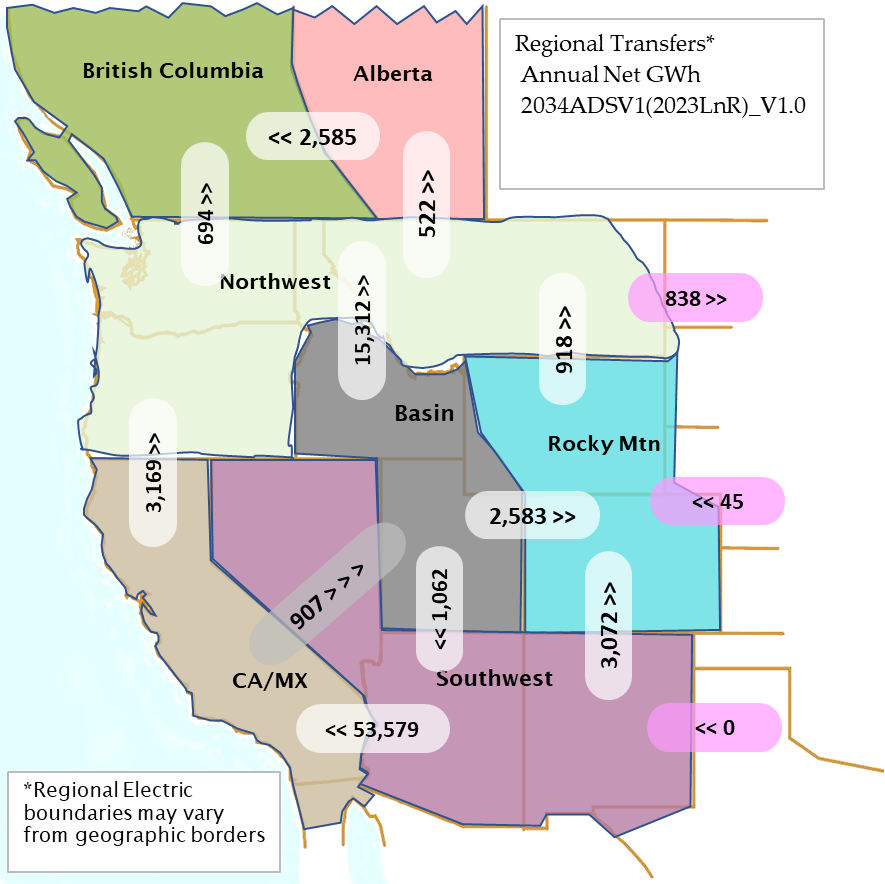 Regional Transfers*
Annual Net GWh
2034ADSV1(2023LnR)_V1.0
British Columbia
Alberta
<< 2,585
694 >>
522 >>
Northwest
15,312 >>
918 >>
838 >>
Basin
Rocky Mtn
3,169 >>
2,583 >>
<< 45
907 > > >
<< 1,062
3,072 >>
CA/MX
Southwest
<< 53,579
<< 0
*Regional Electric
boundaries may vary
from geographic borders